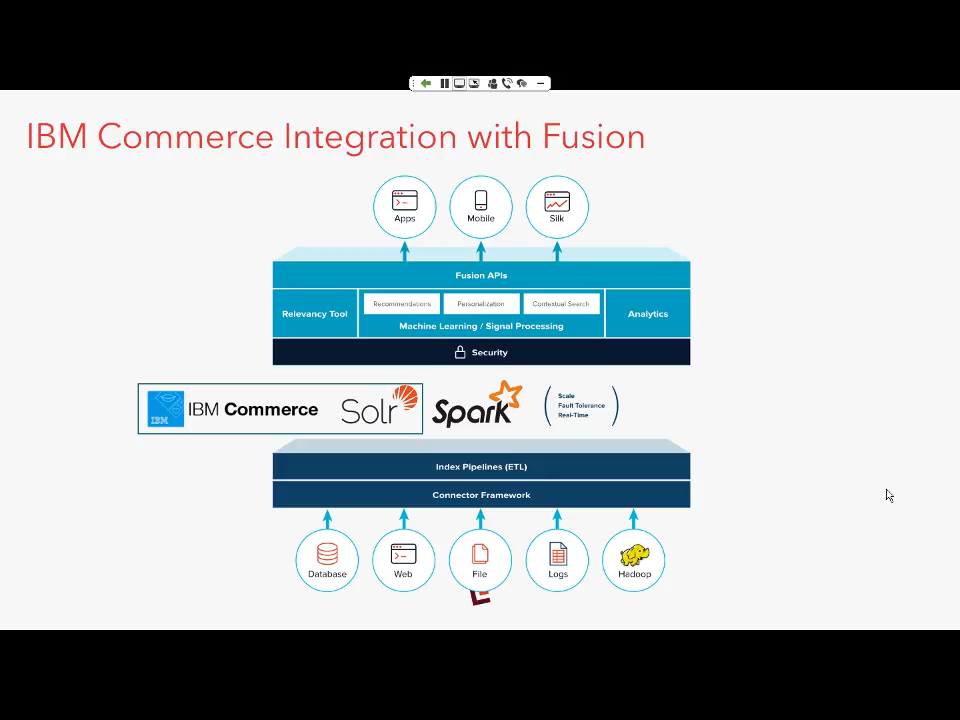 IBM Commerce Integration with Fusion
Apps
Mobile
Silk
Fusion APIs
Relevancy Tool
Recommendations
Personalization
Contextual Search
Machine Learning / Signal Processing
Analytics
Security
IBM
IBM Commerce
Solr
Spark
Scale
Fault Tolerance
Real-Time
Index Pipelines (ETL)
Connector Framework
Database
Web
File
Logs
Hadoop